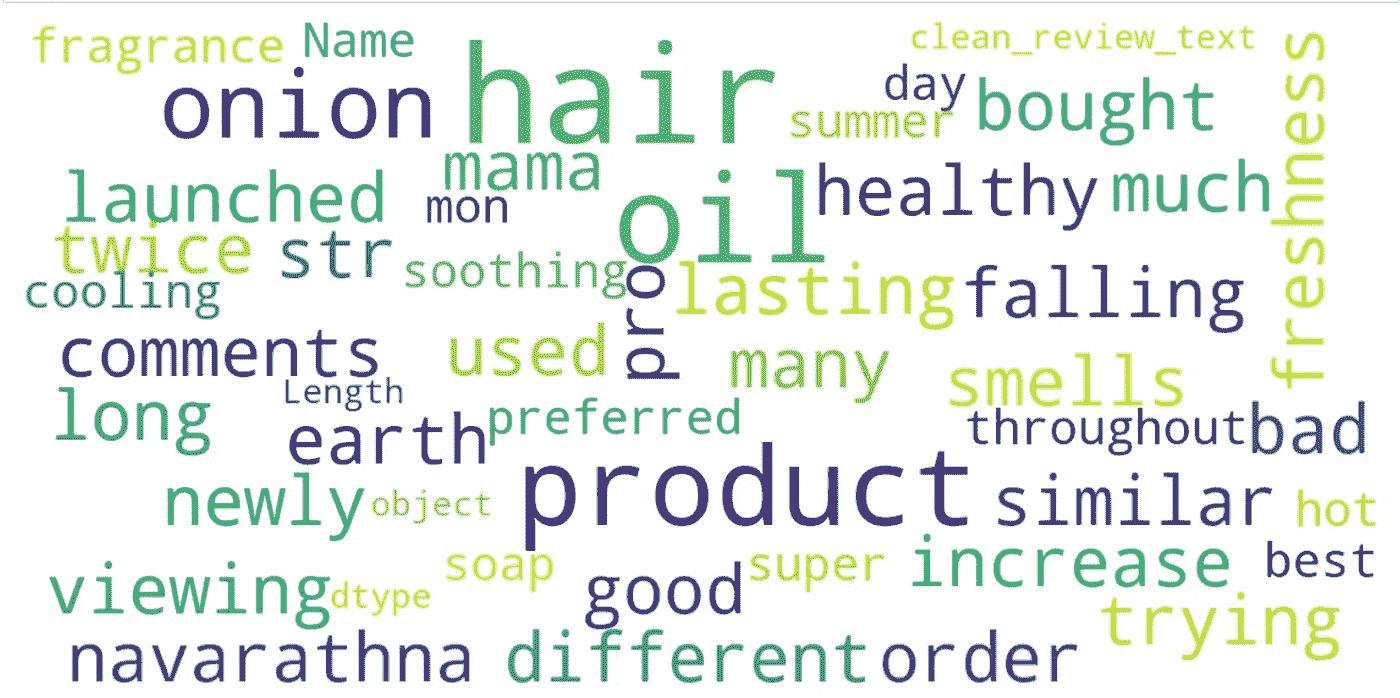 fragrance Name clean_review_text
onion hair day bought freshness
summer
launched mama healthy much
mon oil
twice str soothing
cooling pro lasting falling
comments used many
Length smells
long earth preferred throughout bad
newly object product similar hot
viewing dtype soap good super increase best
trying
navarathna different order